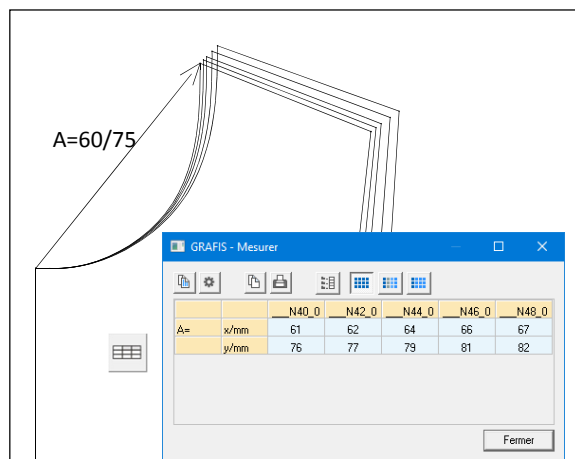 A=60/75
GRAFIS - Mesurer
___N40_0 ___N42_0 ___N44_0 ___N46_0 ___N48_0
A= x/mm 61 62 64 66 67
y/mm 76 77 79 81 82
Fermer